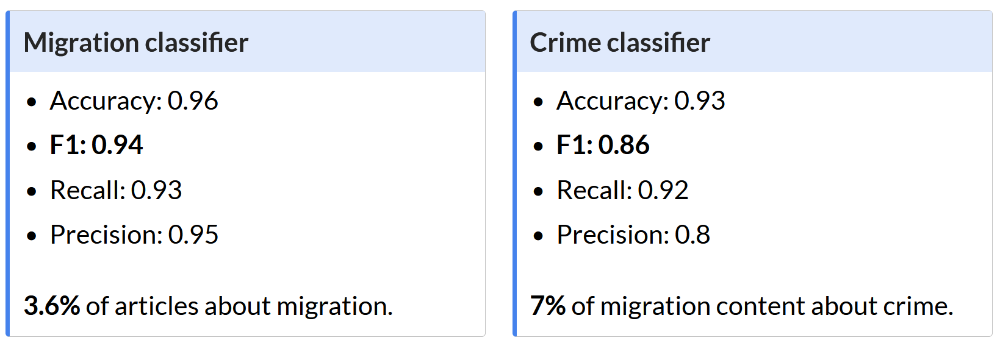 Migration classifier
• Accuracy: 0.96
• F1: 0.94
• Recall: 0.93
• Precision: 0.95
3.6% of articles about migration.
Crime classifier
• Accuracy: 0.93
• F1: 0.86
• Recall: 0.92
• Precision: 0.8
7% of migration content about crime.